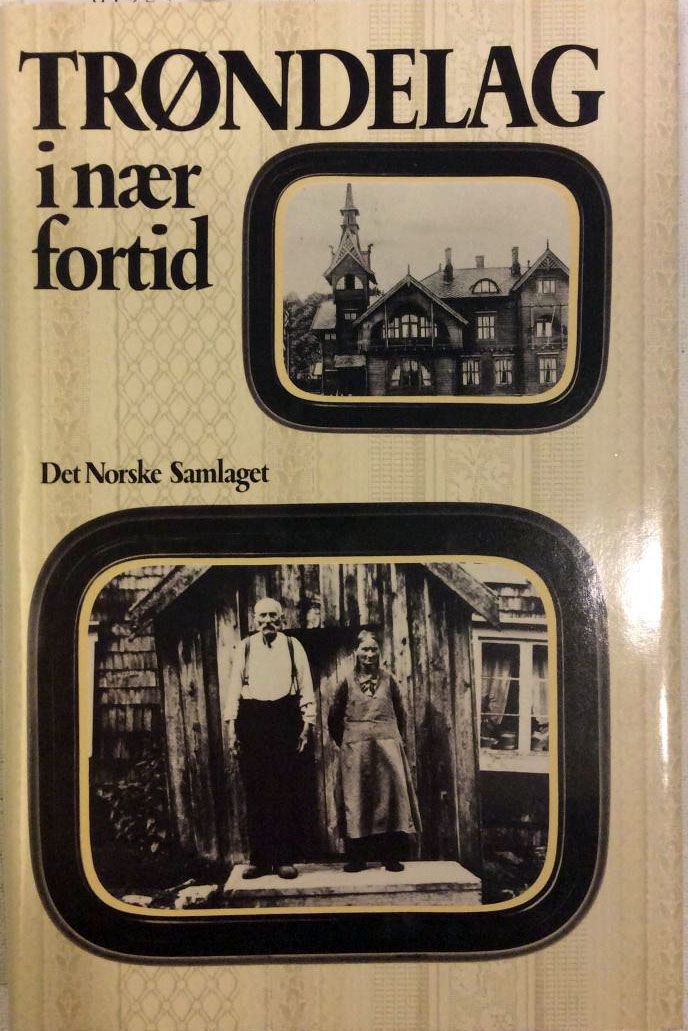 TRØNDELAG
i nær
fortid
Det Norske Samlaget